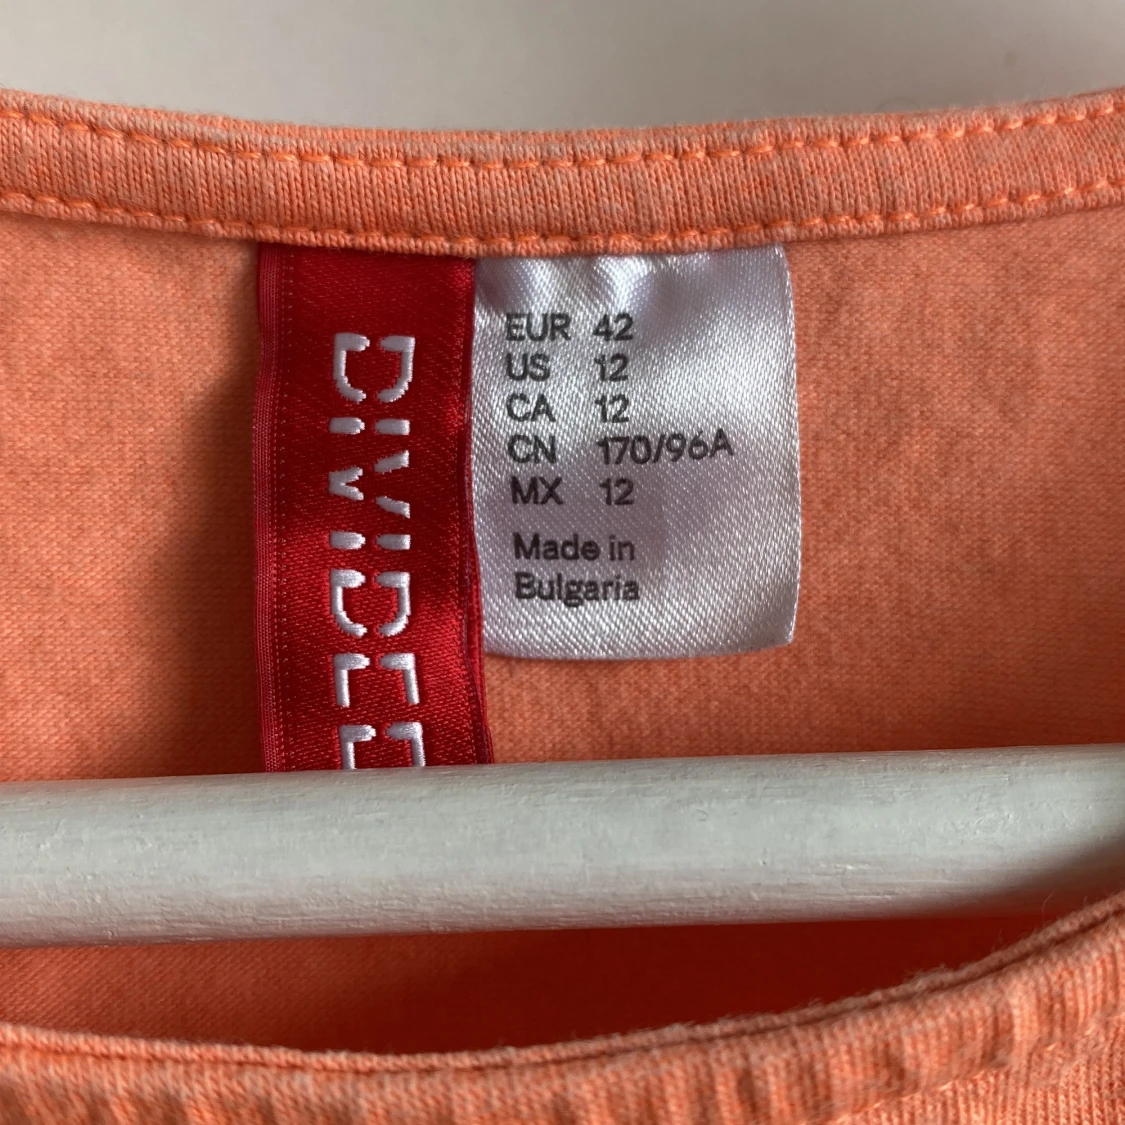 DIVIDED
EUR 42
US 12
CA 12
CN 170/96A
MX 12
Made in
Bulgaria